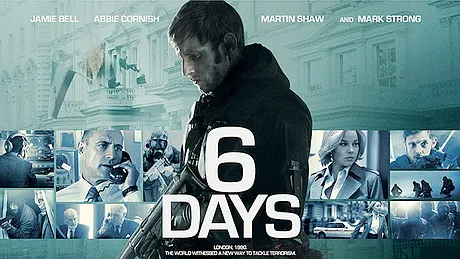 JAMIE BELL ABBIE CORNISH MARTIN SHAW AND MARK STRONG
6
DAYS
LONDON, 1980.
THE WORLD WITNESSED A NEW WAY TO TACKLE TERRORISM.